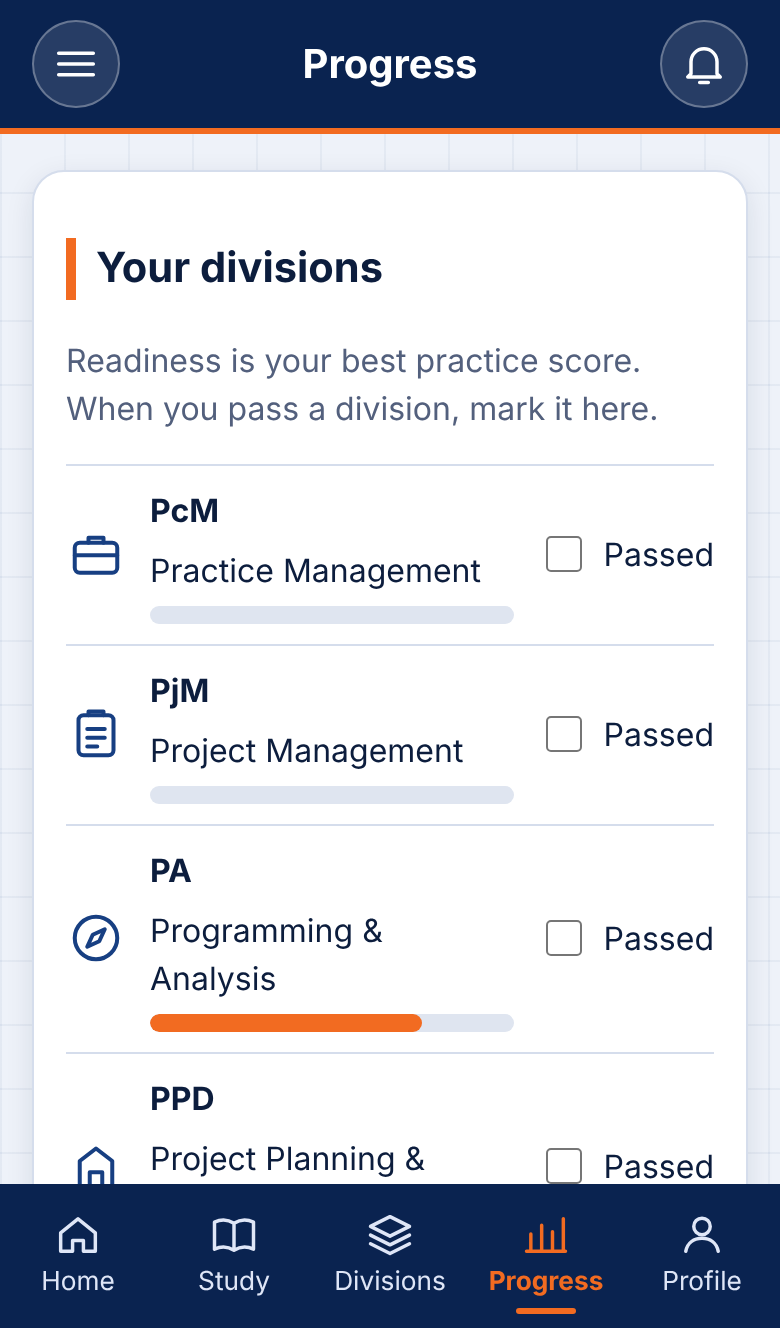 Progress
Your divisions
Readiness is your best practice score.
When you pass a division, mark it here.
PcM
Practice Management
Passed
PjM
Project Management
Passed
PA
Programming &
Analysis
Passed
PPD
Project Planning &
Passed
Home
Study
Divisions
Progress
Profile